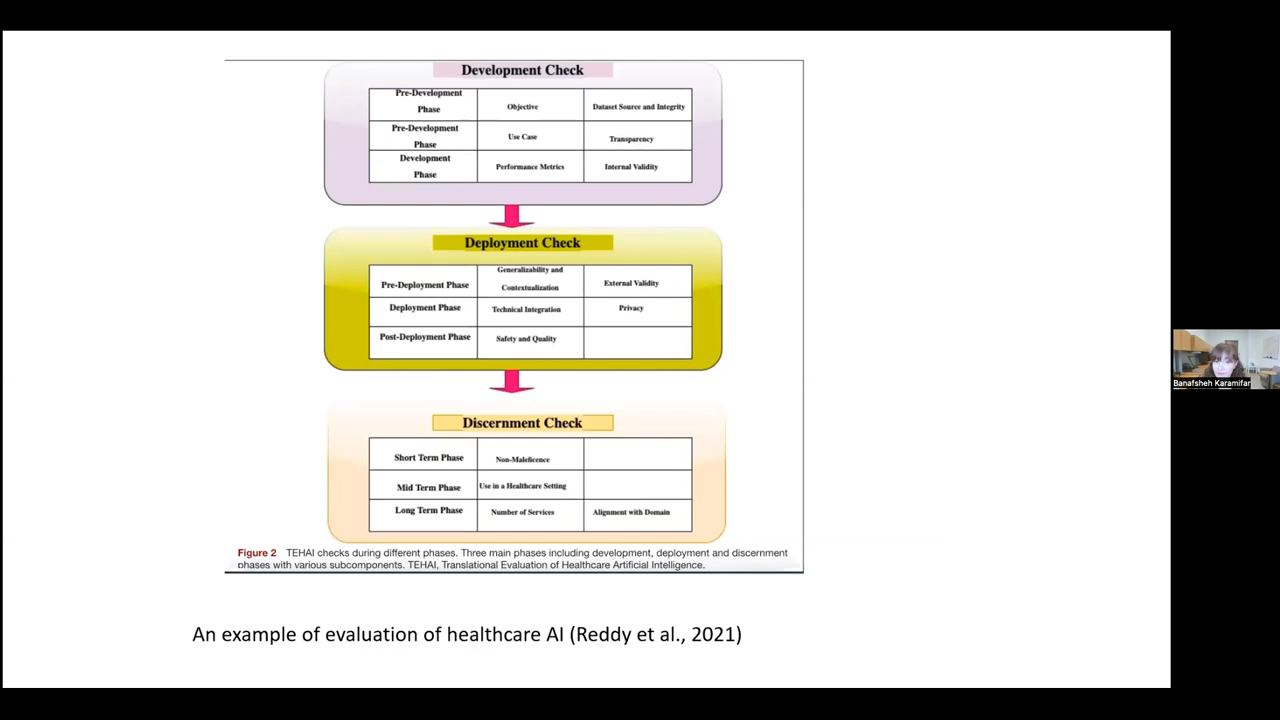 Development Check
Pre-Development
Phase
Objective
Dataset Source and Integrity
Pre-Development
Phase
Use Case
Transparency
Development
Phase
Performance Metrics
Internal Validity
Deployment Check
Pre-Deployment Phase
Generalizability and
Contextualization
External Validity
Deployment Phase
Technical Integration
Privacy
Post-Deployment Phase
Safety and Quality
Discernment Check
Short Term Phase
Non-Maleficence
Mid Term Phase
Use in a Healthcare Setting
Long Term Phase
Number of Services
Alignment with Domain
Figure 2 TEHAI checks during different phases. Three main phases including development, deployment and discernment
phases with various subcomponents. TEHAI, Translational Evaluation of Healthcare Artificial Intelligence.
An example of evaluation of healthcare AI (Reddy et al., 2021)
Banafsheh Karamifar